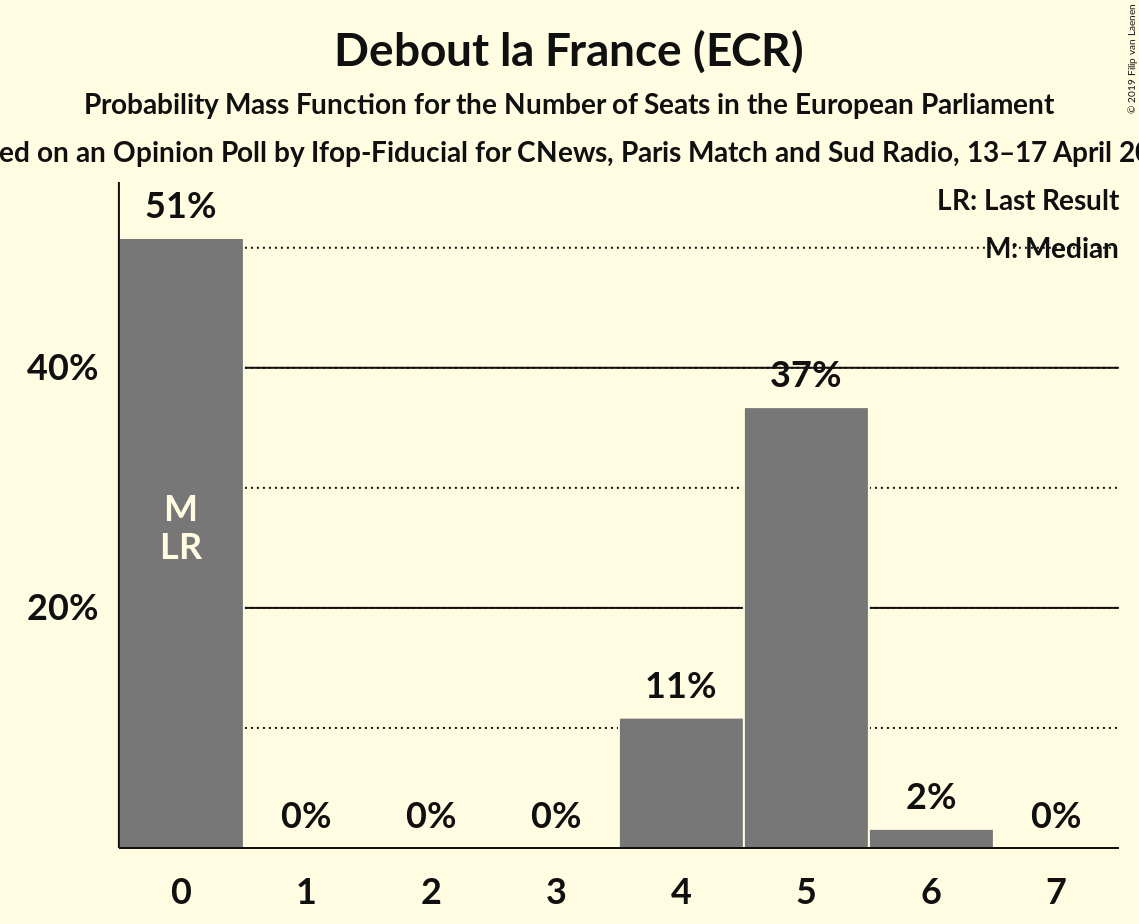 Debout la France (ECR)
Probability Mass Function for the Number of Seats in the European Parliament
on an Opinion Poll by Ifop-Fiducial for CNews, Paris Match and Sud Radio, 13–17 April
© 2019 Filip van Laenen
LR: Last Result
M: Median
51%
40%
37%
M
LR
20%
11%
0%
0%
0%
2%
0%
0 1 2 3 4 5 6 7